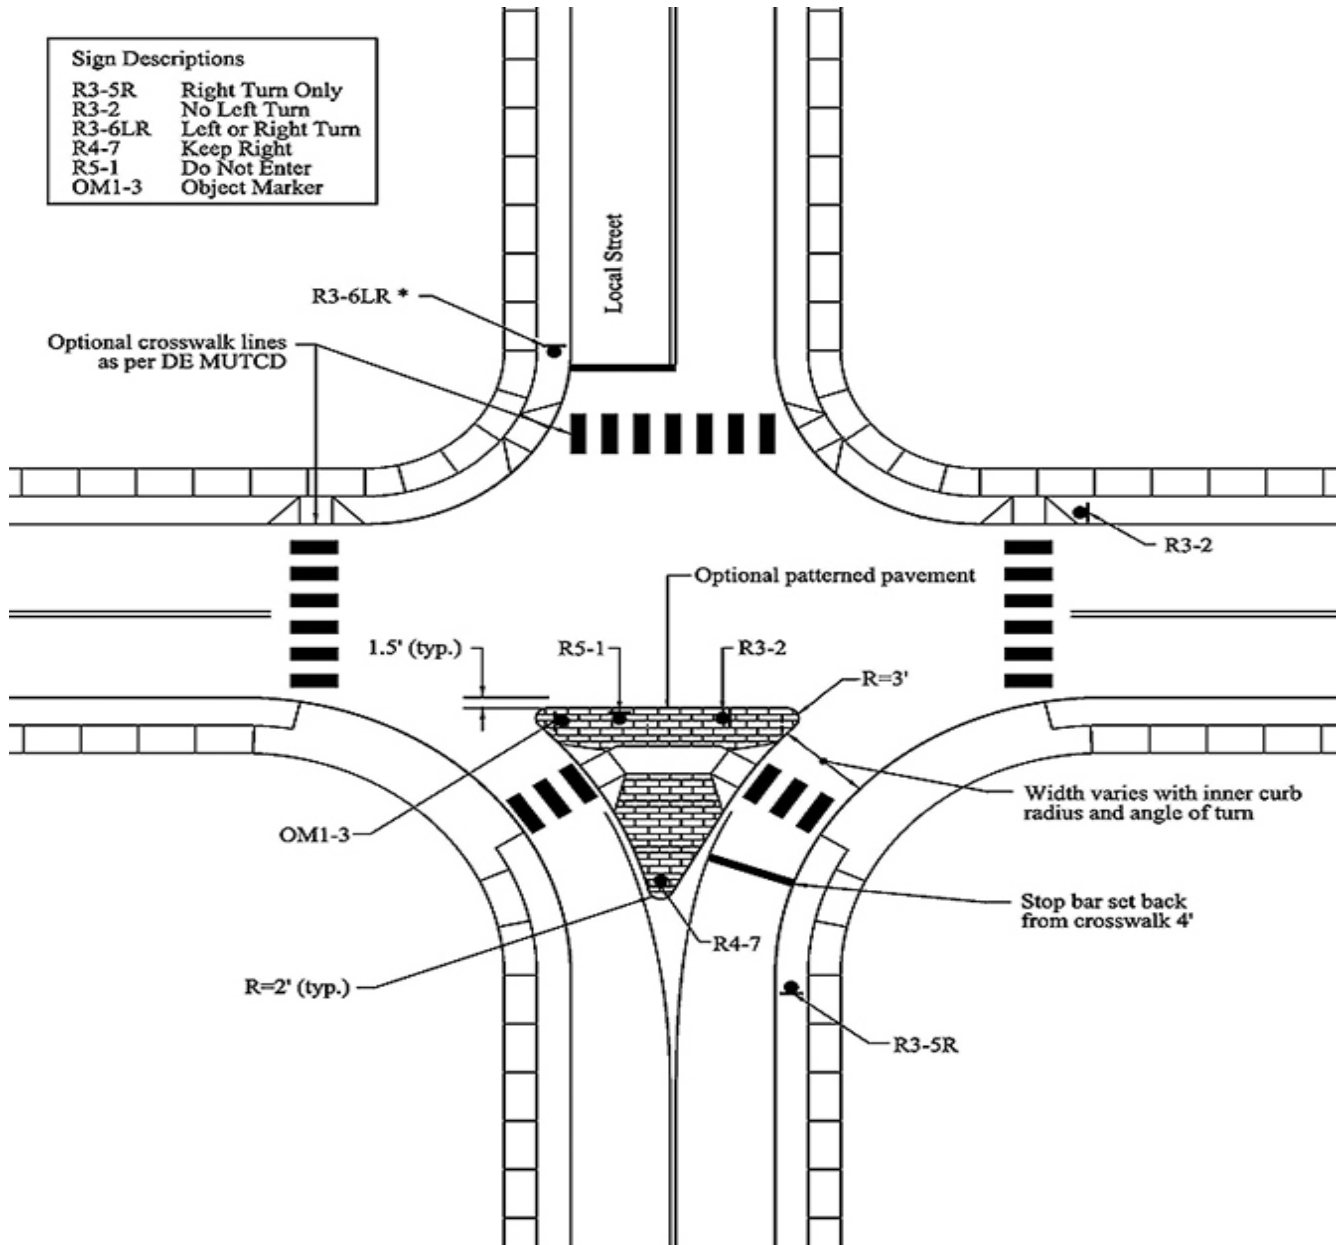 Sign Descriptions
R3-5R Right Turn Only
R3-2 No Left Turn
R3-6LR Left or Right Turn
R4-7 Keep Right
R5-1 Do Not Enter
OM1-3 Object Marker
Local Street
R3-6LR *
Optional crosswalk lines
as per DE MUTCD
R3-2
Optional patterned pavement
1.5' (typ.)
R5-1
R3-2
R=3'
OM1-3
Width varies with inner curb
radius and angle of turn
Stop bar set back
from crosswalk 4'
R4-7
R=2' (typ.)
R3-5R